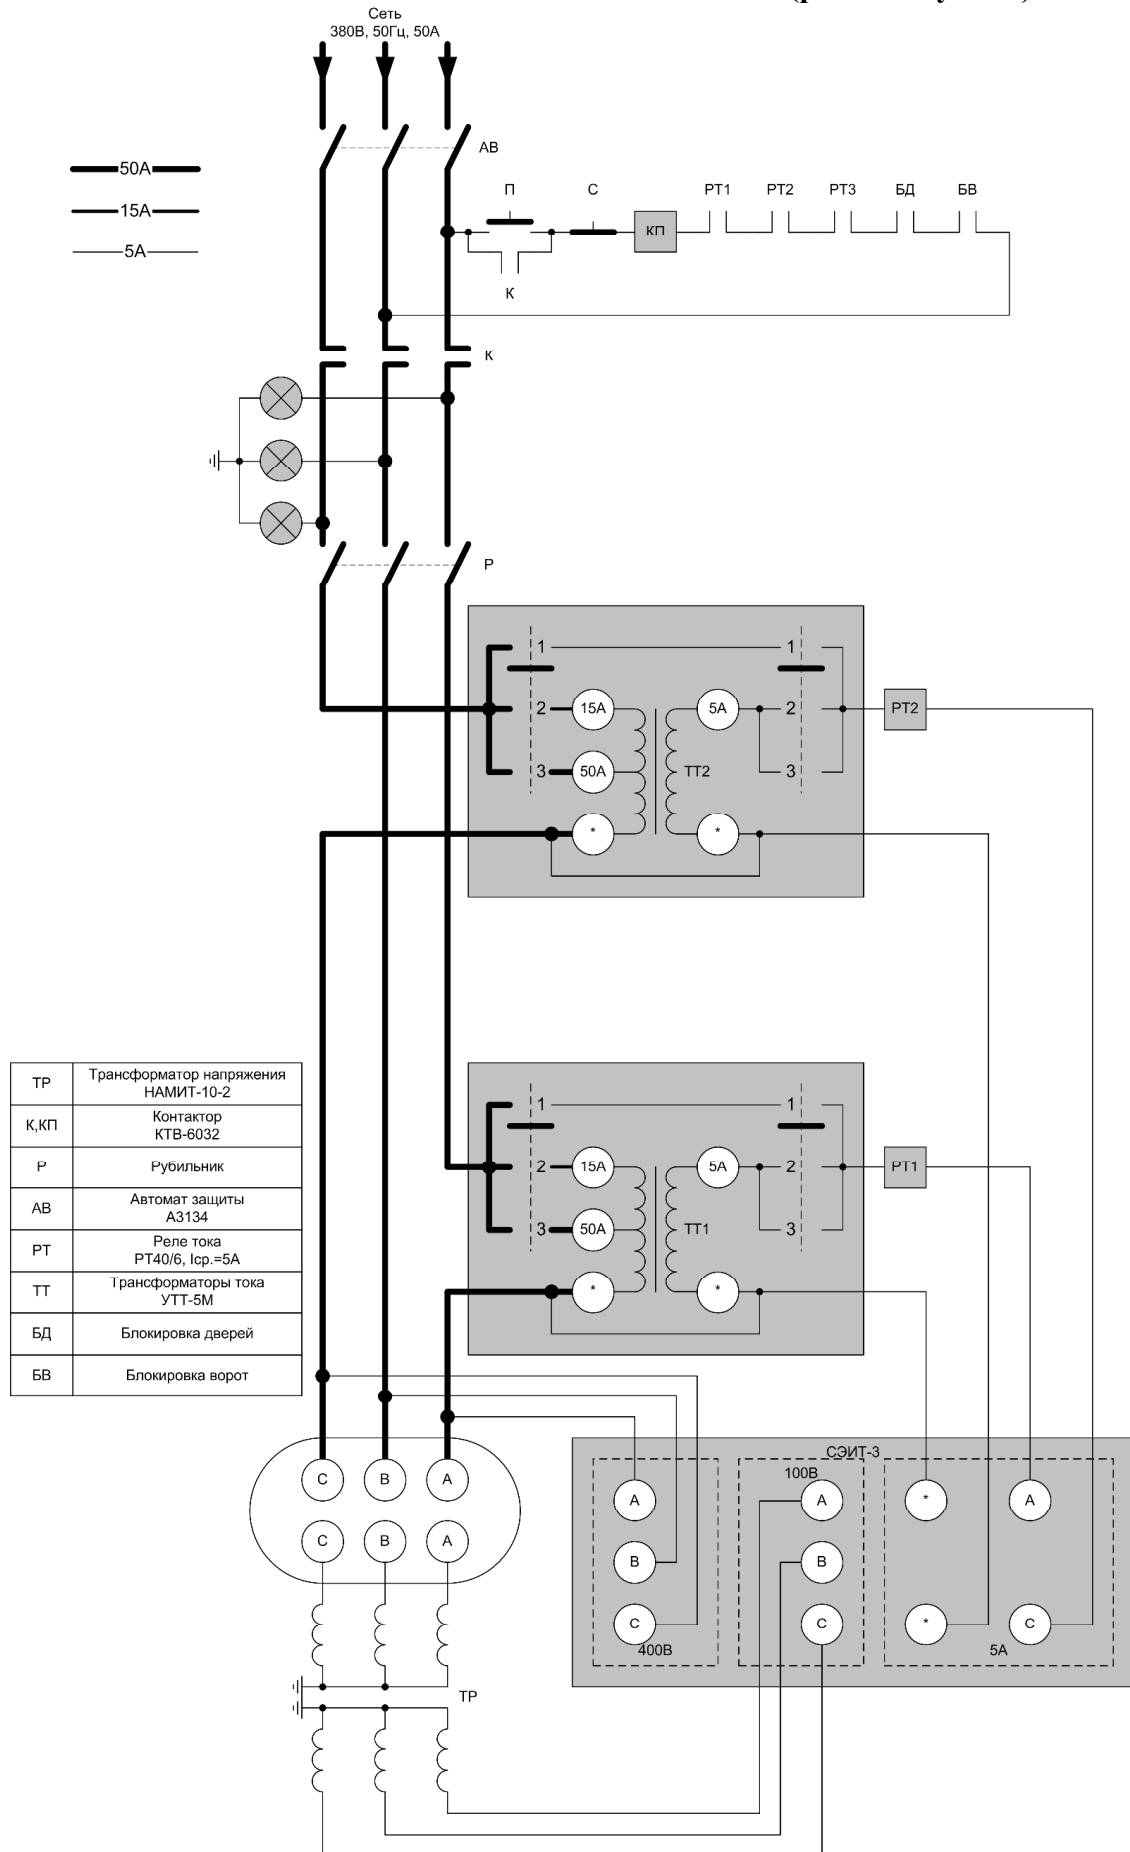 Сеть
380В, 50Гц, 50А
АВ
50А
15А
5А
П
С
КП
РТ1
РТ2
РТ3
БД
БВ
К
К
Р
1
1
2
15А
5А
2
РТ2
3
50А
ТТ2
3
*
*
1
1
2
15А
5А
2
РТ1
3
50А
ТТ1
3
*
*
ТР
Трансформатор напряжения
НАМИТ-10-2
К,КП
Контактор
КТВ-6032
Р
Рубильник
АВ
Автомат защиты
А3134
РТ
Реле тока
РТ40/6, Iср.=5А
ТТ
Трансформаторы тока
УТТ-5М
БД
Блокировка дверей
БВ
Блокировка ворот
С
В
А
С
В
А
СЭИТ-3
100В
А
А
*
А
В
В
С
С
*
С
400В
5А
ТР